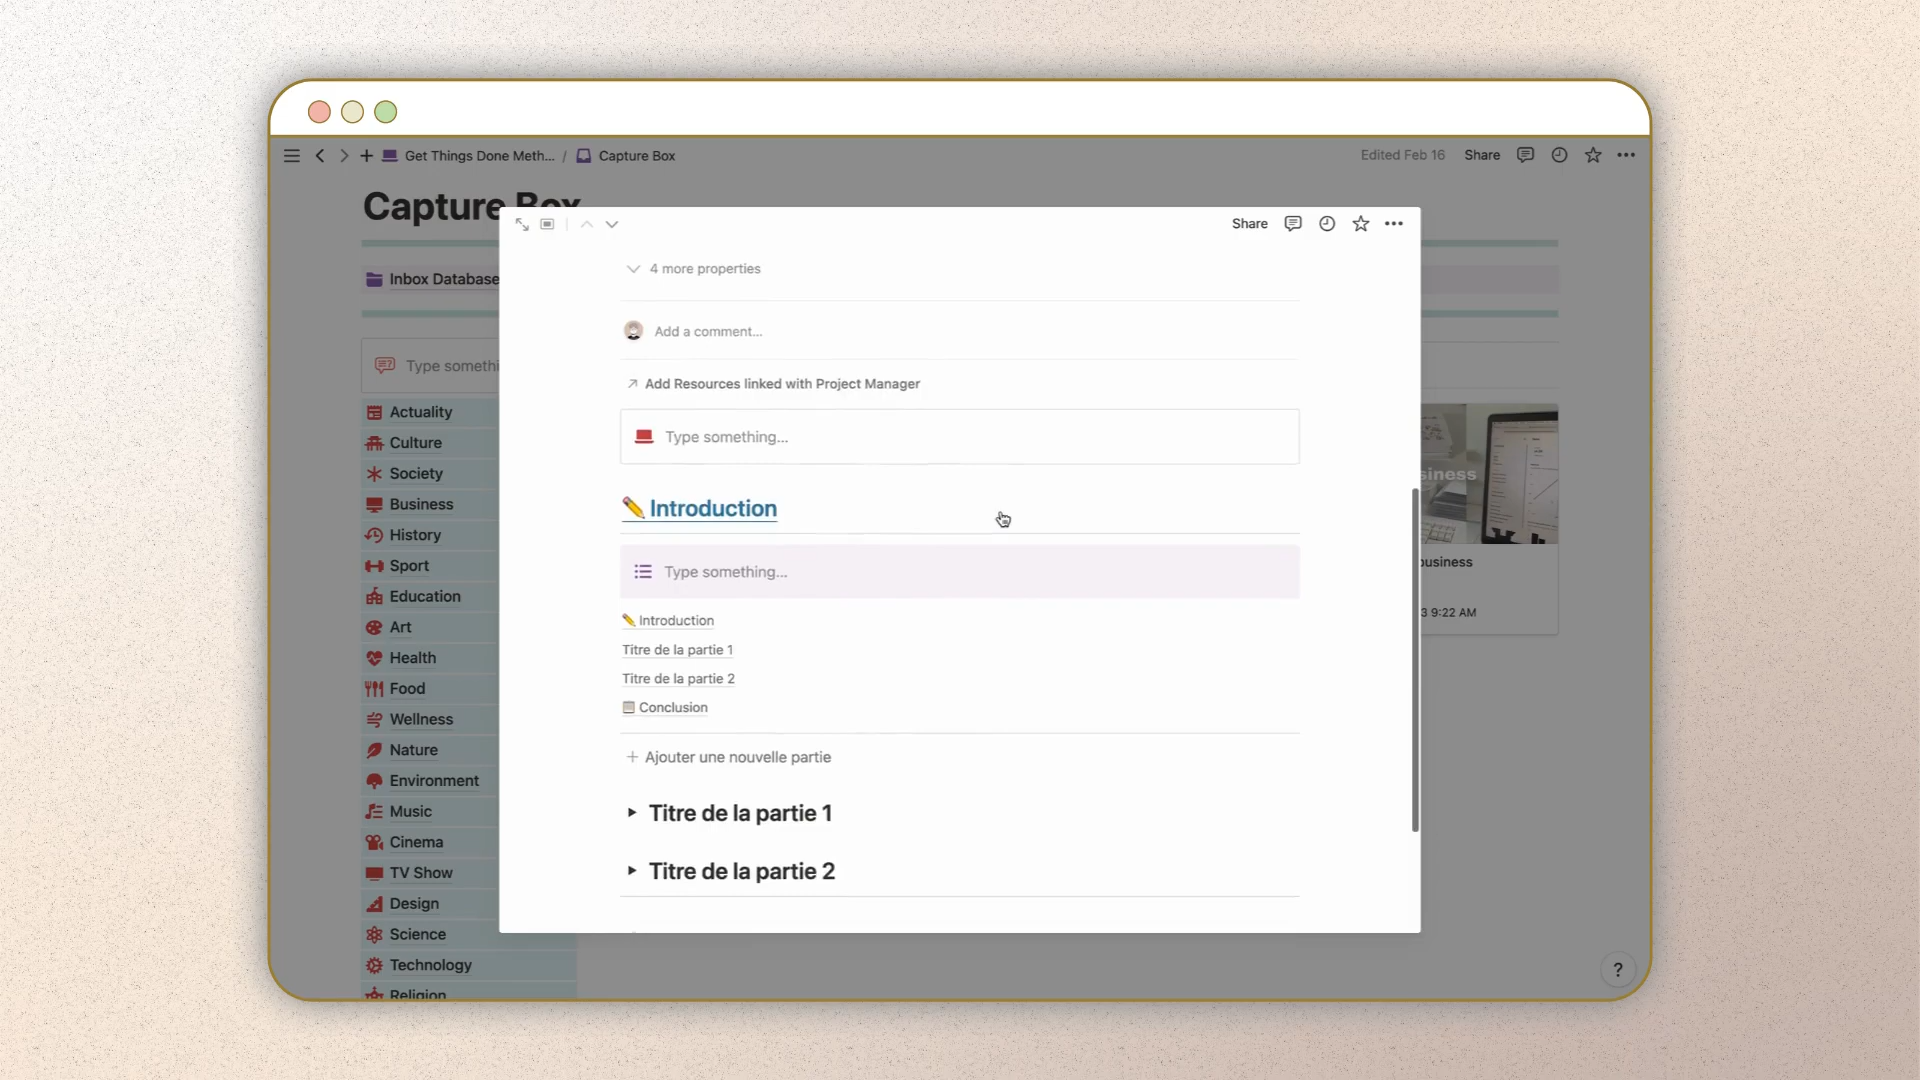 Get Things Done Meth... / Capture Box
Edited Feb 16 Share
Capture Box
Inbox Database
Type somethi
Actuality
Culture
Society
Business
History
Sport
Education
Art
Health
Food
Wellness
Nature
Environment
Music
Cinema
TV Show
Design
Science
Technology
Religion
Share
4 more properties
Add a comment...
Add Resources linked with Project Manager
Type something...
✏️ Introduction
Type something...
✏️ Introduction
Titre de la partie 1
Titre de la partie 2
Conclusion
+ Ajouter une nouvelle partie
Titre de la partie 1
Titre de la partie 2
siness
business
3 9:22 AM
?